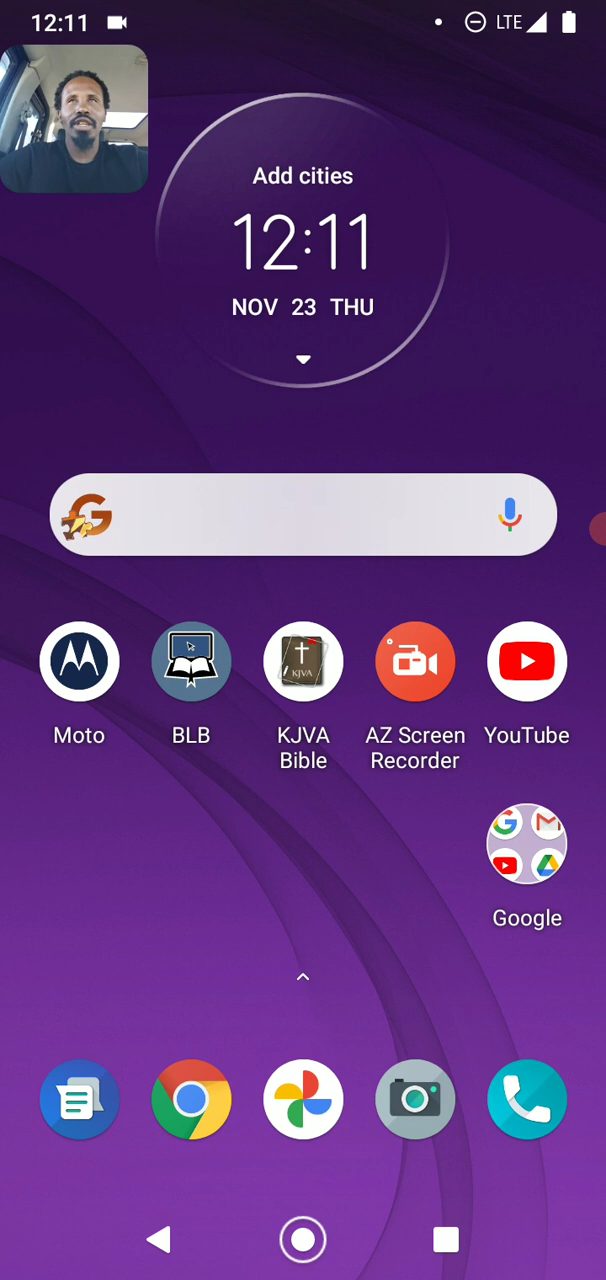 12:11
LTE
Add cities
12:11
NOV 23 THU
G
Moto
BLB
KJVA
KJVA
Bible
AZ Screen
Recorder
YouTube
Google